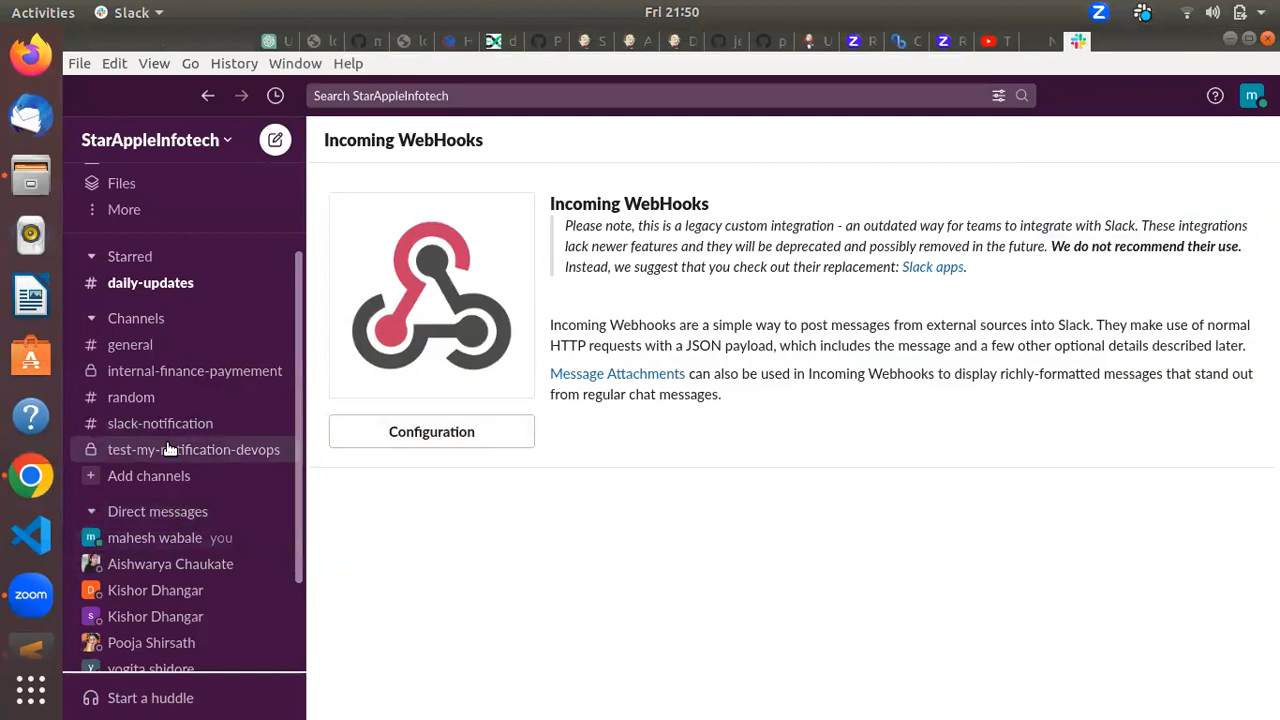 Activities Slack Fri 21:50
File Edit View Go History Window Help
Search StarAppleInfotech
m
StarAppleInfotech
Incoming WebHooks
Files
More
Starred
# daily-updates
Channels
general
internal-finance-paymement
random
# slack-notification
test-my-notification-devops
+ Add channels
Direct messages
mahesh wabale you
Aishwarya Chaukate
D Kishor Dhangar
s Kishor Dhangar
Pooja Shirsath
y yogita shidore
Start a huddle
zoom
Incoming WebHooks
Please note, this is a legacy custom integration - an outdated way for teams to integrate with Slack. These integrations
lack newer features and they will be deprecated and possibly removed in the future. We do not recommend their use.
Instead, we suggest that you check out their replacement: Slack apps.
Incoming Webhooks are a simple way to post messages from external sources into Slack. They make use of normal
HTTP requests with a JSON payload, which includes the message and a few other optional details described later.
Message Attachments can also be used in Incoming Webhooks to display richly-formatted messages that stand out
from regular chat messages.
Configuration